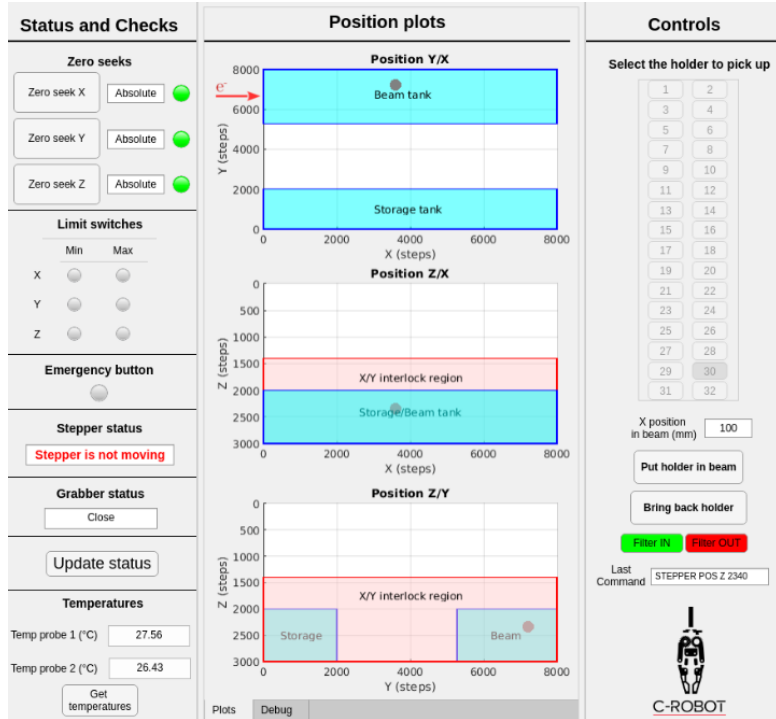 Status and Checks
Zero seeks
Zero seek X Absolute
Zero seek Y Absolute
Zero seek Z Absolute
Limit switches
Min Max
X
Y
Z
Emergency button
Stepper status
Stepper is not moving
Grabber status
Close
Update status
Temperatures
Temp probe 1 (°C) 27.56
Temp probe 2 (°C) 26.43
Get
temperatures
Position plots
Position Y/X
8000
e-
Beam tank
6000
Y (steps)
4000
2000
Storage tank
0
0 2000 4000 6000 8000
X (steps)
Position Z/X
0
500
1000
Z (steps)
1500
X/Y interlock region
2000
Storage/Beam tank
2500
3000
0 2000 4000 6000 8000
X (steps)
Position Z/Y
0
500
1000
Z (steps)
1500
X/Y interlock region
2000
2500 Storage Beam
3000
0 2000 4000 6000 8000
Y (steps)
Plots Debug
Controls
Select the holder to pick up
1 2
3 4
5 6
7 8
9 10
11 12
13 14
15 16
17 18
19 20
21 22
23 24
25 26
27 28
29 30
31 32
X position
in beam (mm) 100
Put holder in beam
Bring back holder
Filter IN Filter OUT
Last
Command STEPPER POS Z 2340
C-ROBOT